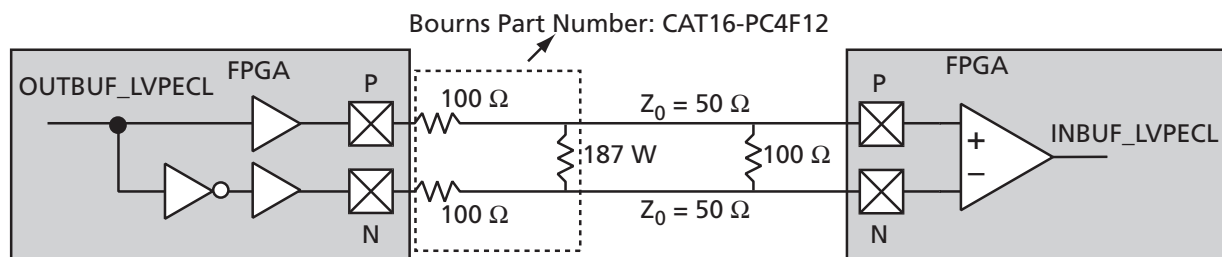 Bourns Part Number: CAT16-PC4F12
FPGA
P
OUTBUF_LVPECL
100 Ω
Z0 = 50 Ω
P
FPGA
187 W
100 Ω
+
−
INBUF_LVPECL
N
100 Ω
Z0 = 50 Ω
N